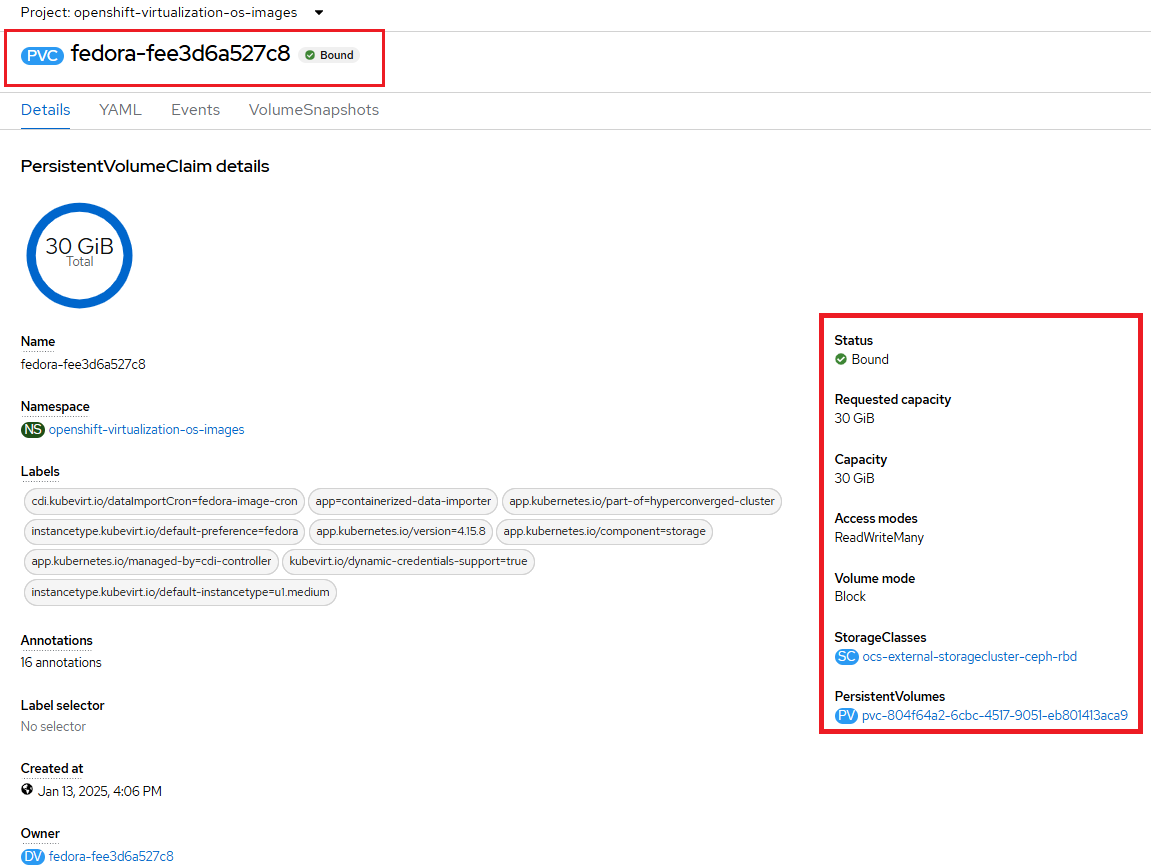 Project: openshift-virtualization-os-images
PVC fedora-fee3d6a527c8 Bound
Details YAML Events VolumeSnapshots
PersistentVolumeClaim details
30 GiB
Total
Name
fedora-fee3d6a527c8
Namespace
NS openshift-virtualization-os-images
Labels
cdi.kubevirt.io/dataImportCron=fedora-image-cron app=containerized-data-importer app.kubernetes.io/part-of=hyperconverged-cluster
instancetype.kubevirt.io/default-preference=fedora app.kubernetes.io/version=4.15.8 app.kubernetes.io/component=storage
app.kubernetes.io/managed-by=cdi-controller kubevirt.io/dynamic-credentials-support=true
instancetype.kubevirt.io/default-instancetype=u1.medium
Annotations
16 annotations
Label selector
No selector
Created at
Jan 13, 2025, 4:06 PM
Owner
DV fedora-fee3d6a527c8
Status
Bound
Requested capacity
30 GiB
Capacity
30 GiB
Access modes
ReadWriteMany
Volume mode
Block
StorageClasses
SC ocs-external-storagecluster-ceph-rbd
PersistentVolumes
PV pvc-804f64a2-6cbc-4517-9051-eb801413aca9